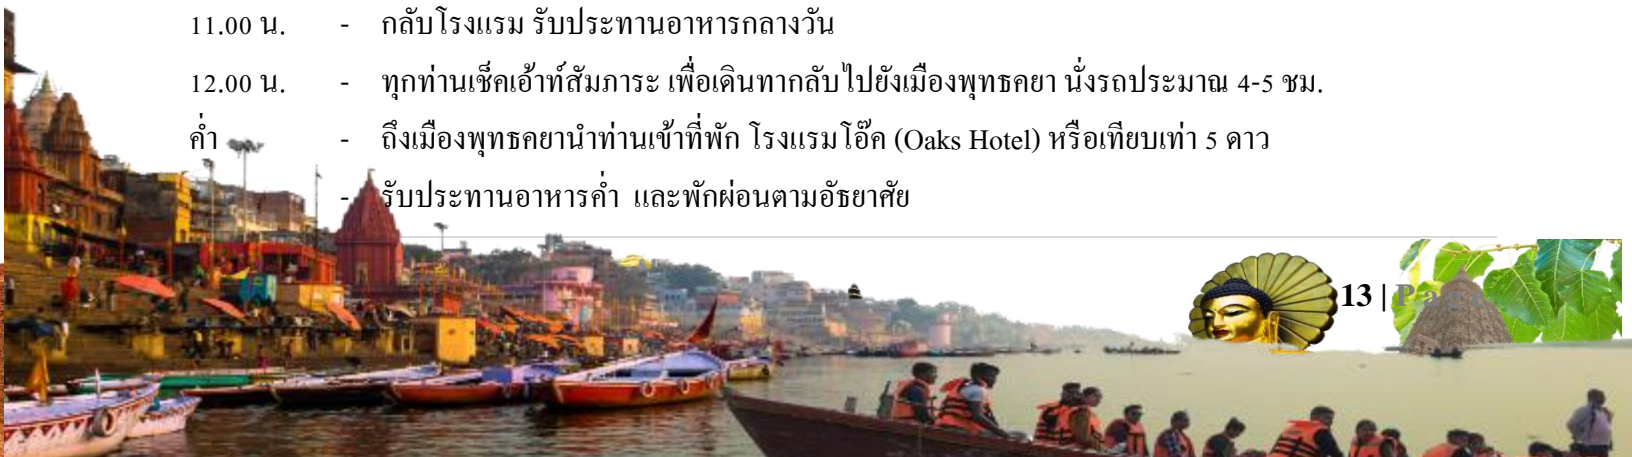 11.00 น. - กลับโรงแรม รับประทานอาหารกลางวัน
12.00 น. - ทุกท่านเช็คเอ้าท์สัมภาระ เพื่อเดินทากลับไปยังเมืองพุทธคยา นั่งรถประมาณ 4-5 ชม.
ค่ำ - ถึงเมืองพุทธคยานำท่านเข้าที่พัก โรงแรมโอ๊ค (Oaks Hotel) หรือเทียบเท่า 5 ดาว
- รับประทานอาหารค่ำ และพักผ่อนตามอัธยาศัย
13 | Page